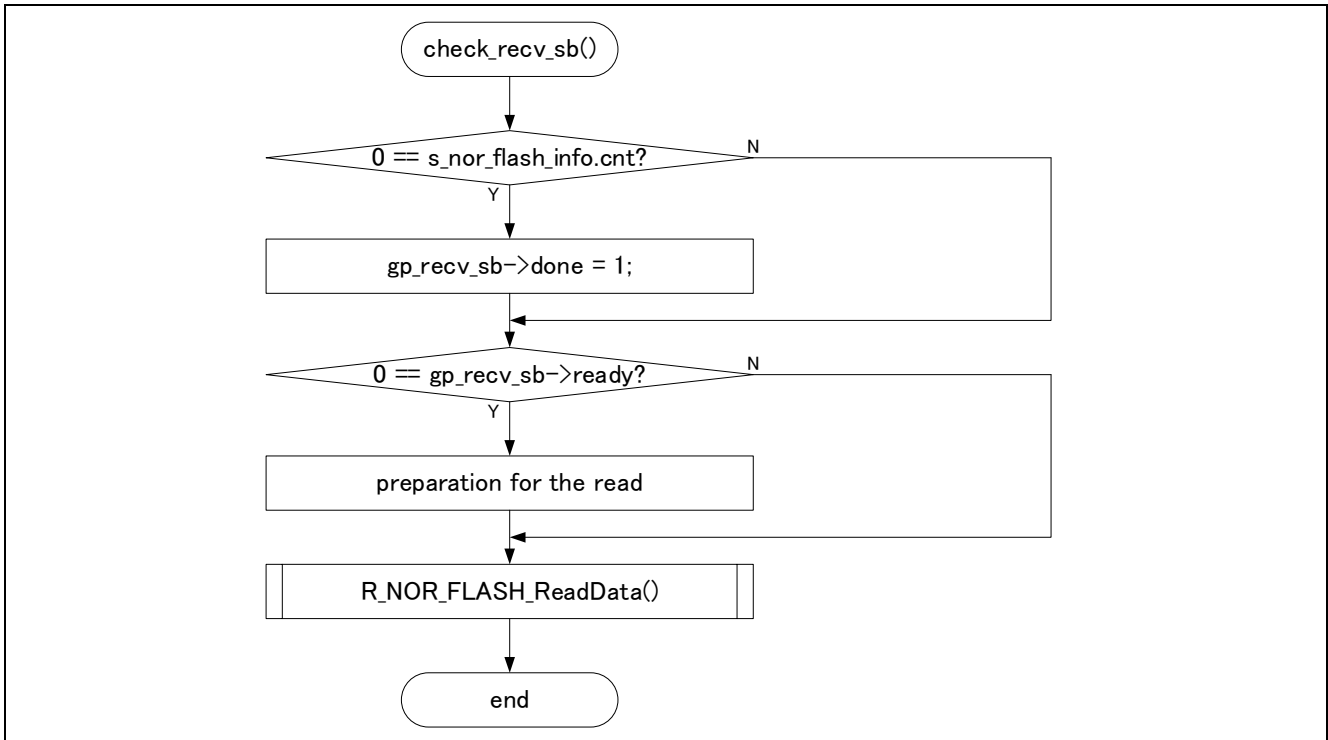 check_recv_sb()
0 == s_nor_flash_info.cnt?
N
Y
gp_recv_sb->done = 1;
0 == gp_recv_sb->ready?
N
Y
preparation for the read
R_NOR_FLASH_ReadData()
end